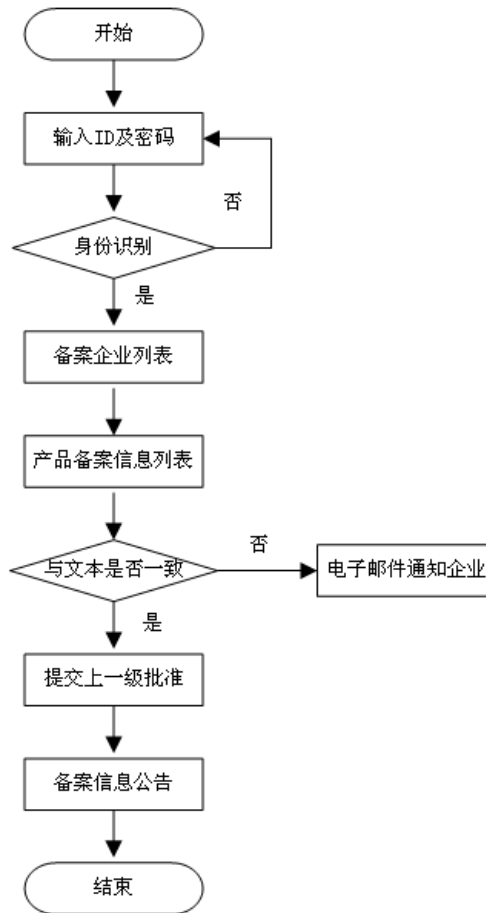 开始
输入ID及密码
否
身份识别
是
备案企业列表
产品备案信息列表
否
与文本是否一致
电子邮件通知企业
是
提交上一级批准
备案信息公告
结束